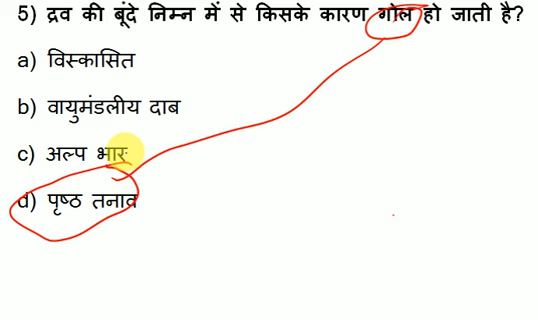 5) द्रव की बूंदे निम्न में से किसके कारण गोल हो जाती है?
a) विस्कासित
b) वायुमंडलीय दाब
c) अल्प भार
d) पृष्ठ तनाव